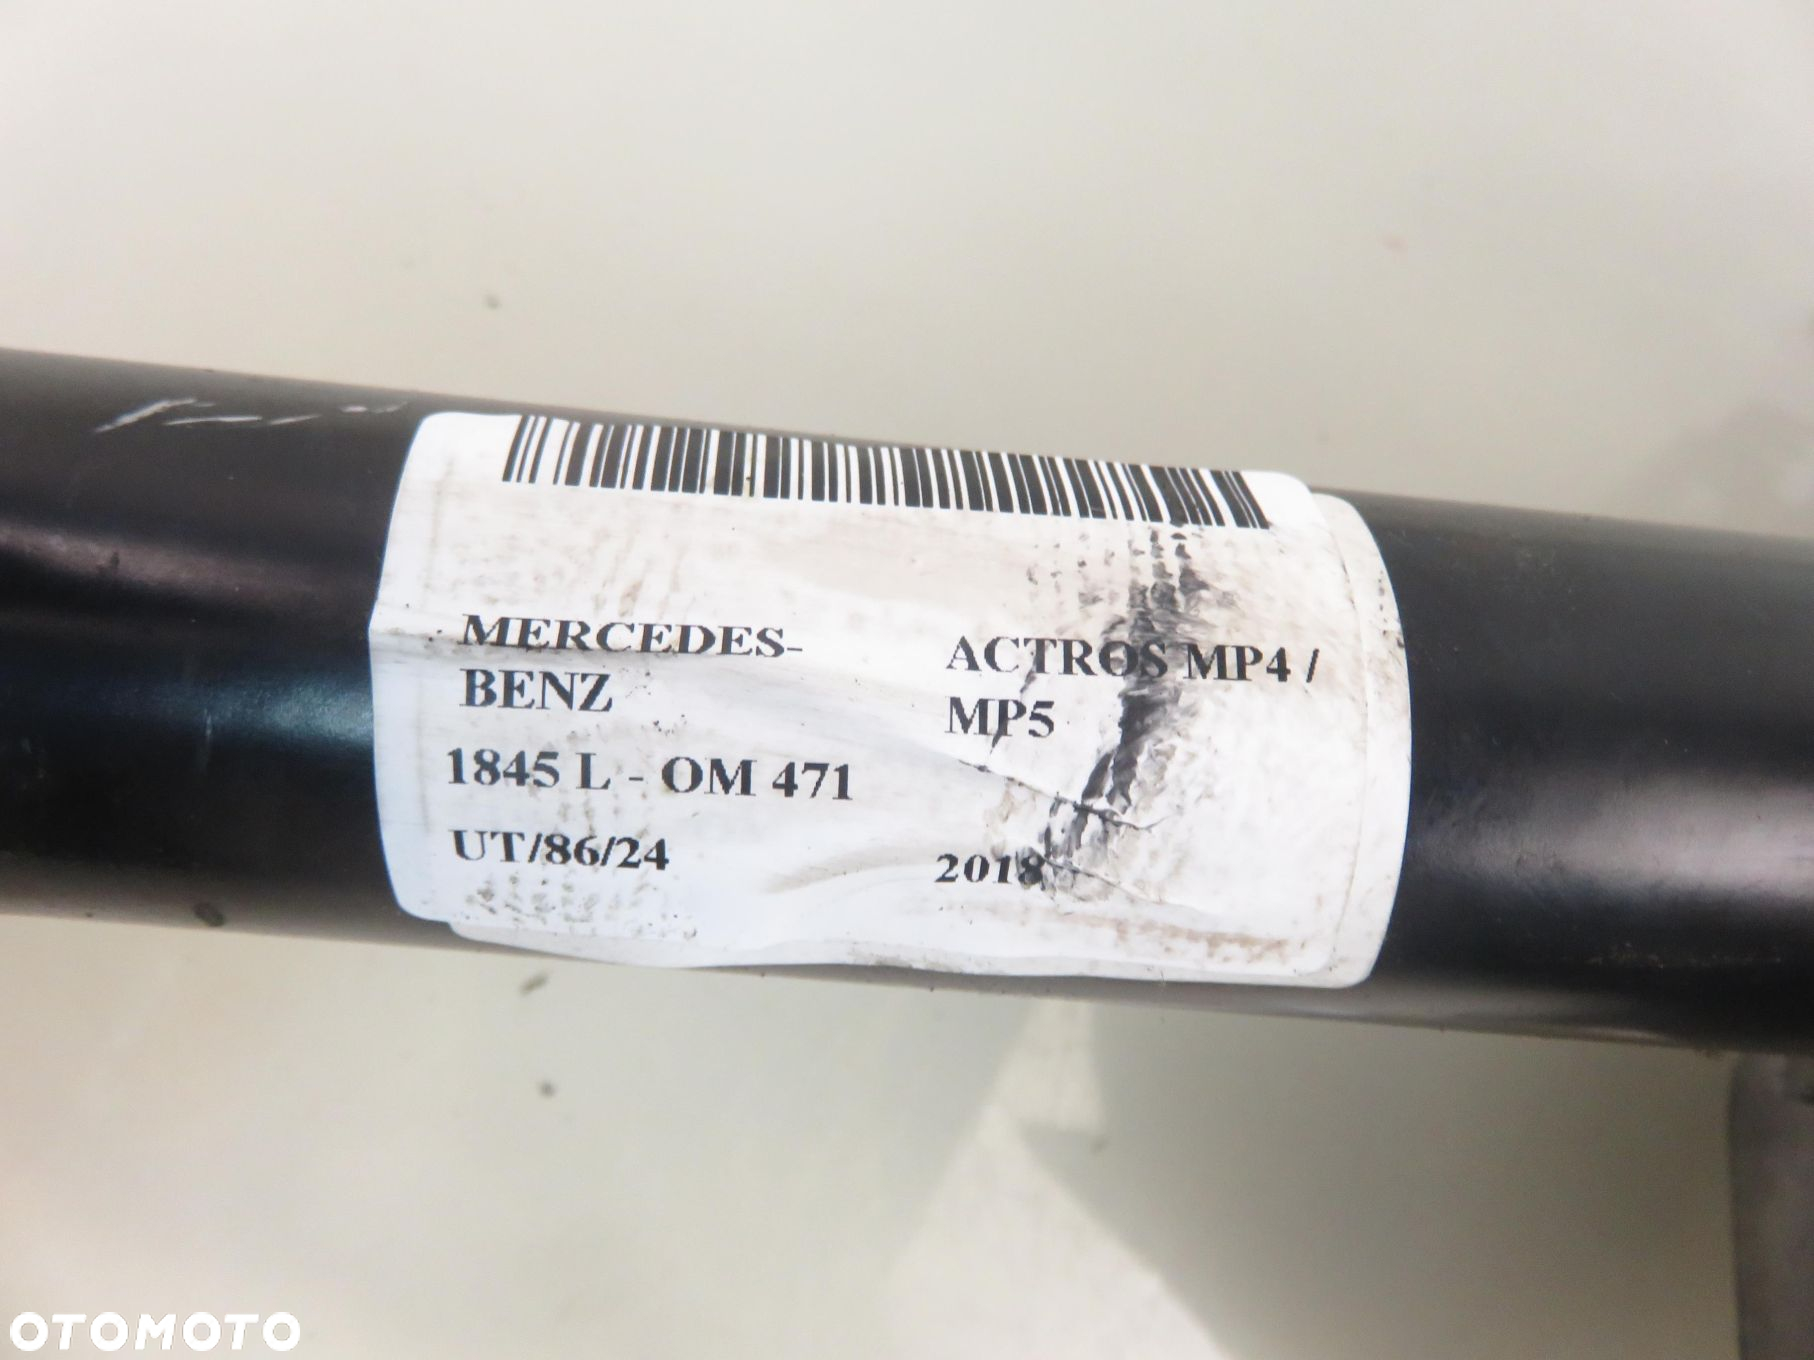 MERCEDES-
BENZ
ACTROS MP4 /
MP5
1845 L - OM 471
UT/86/24
2018
OTOMOTO